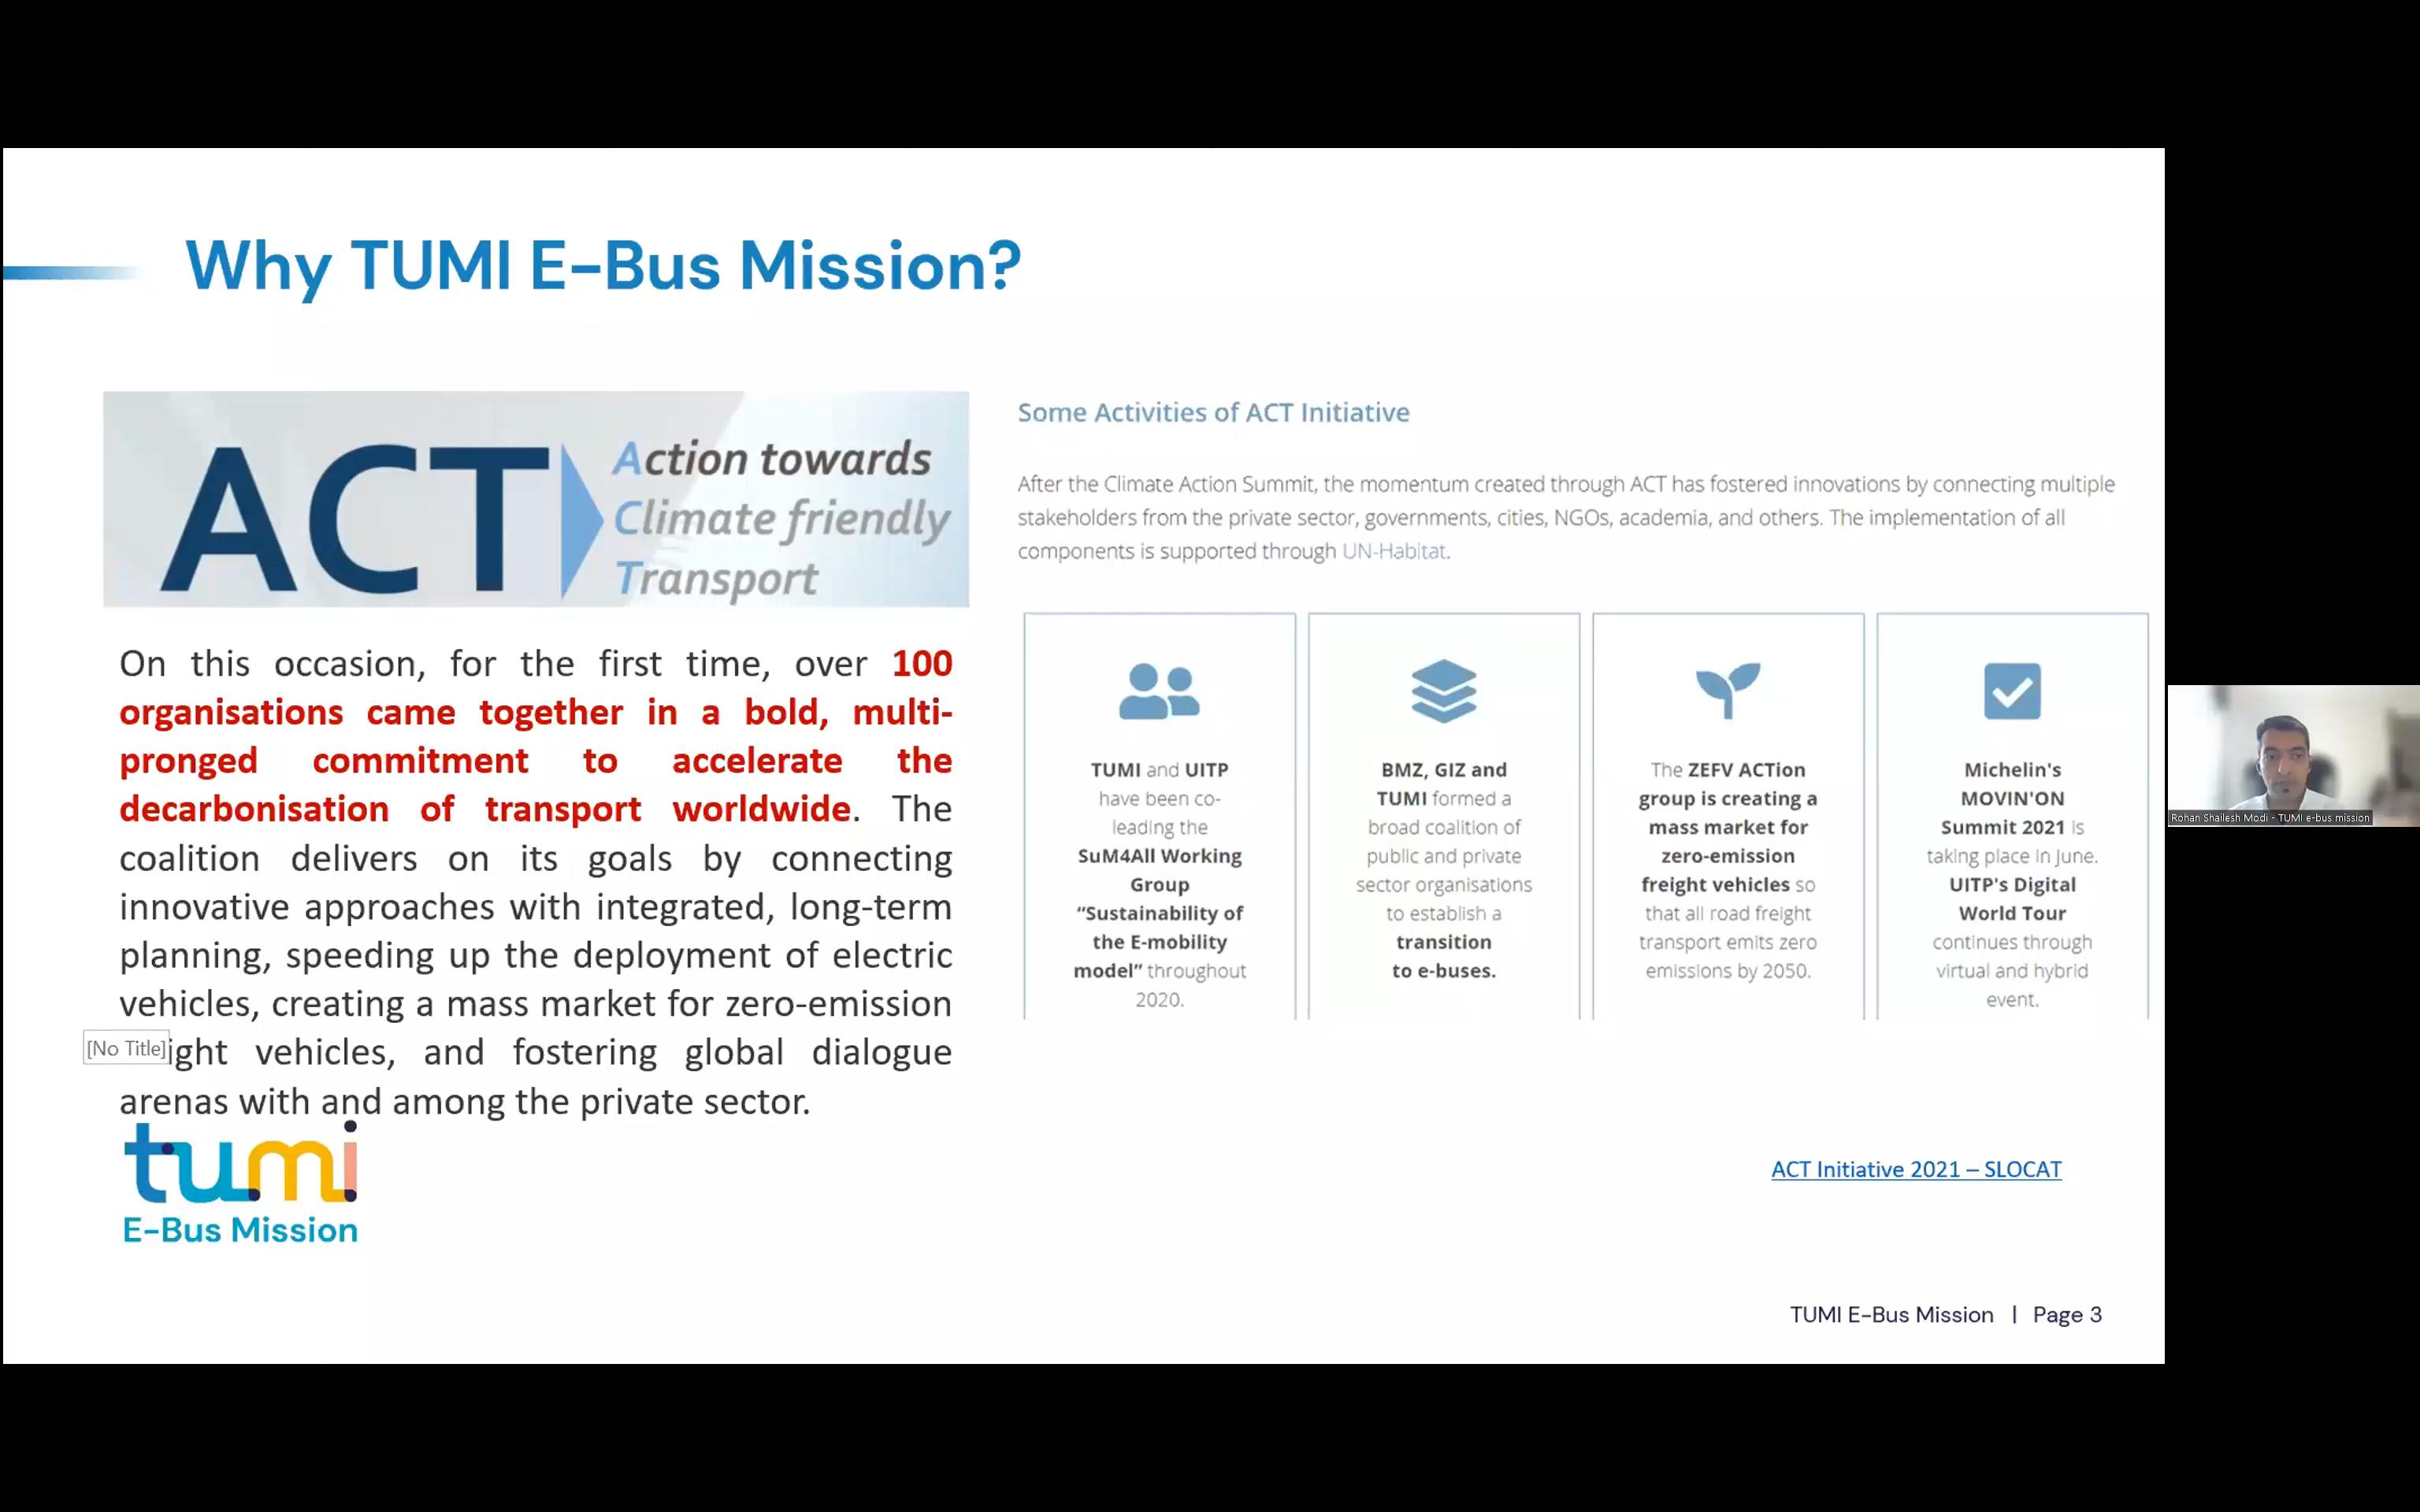 Why TUMI E-Bus Mission?
ACT
Action towards
Climate friendly
Transport
On this occasion, for the first time, over 100
organisations came together in a bold, multi-
pronged commitment to accelerate the
decarbonisation of transport worldwide. The
coalition delivers on its goals by connecting
innovative approaches with integrated, long-term
planning, speeding up the deployment of electric
vehicles, creating a mass market for zero-emission
[No Title]ight vehicles, and fostering global dialogue
arenas with and among the private sector.
tumi
E-Bus Mission
Some Activities of ACT Initiative
After the Climate Action Summit, the momentum created through ACT has fostered innovations by connecting multiple
stakeholders from the private sector, governments, cities, NGOs, academia, and others. The implementation of all
components is supported through UN-Habitat.
TUMI and UITP
have been co-
leading the
SuM4All Working
Group
“Sustainability of
the E-mobility
model” throughout
2020.
BMZ, GIZ and
TUMI formed a
broad coalition of
public and private
sector organisations
to establish a
transition
to e-buses.
The ZEFV ACTion
group is creating a
mass market for
zero-emission
freight vehicles so
that all road freight
transport emits zero
emissions by 2050.
Michelin's
MOVIN'ON
Summit 2021 is
taking place in June.
UITP's Digital
World Tour
continues through
virtual and hybrid
event.
ACT Initiative 2021 – SLOCAT
TUMI E-Bus Mission | Page 3
Rohan Shailesh Modi - TUMI e-bus mission